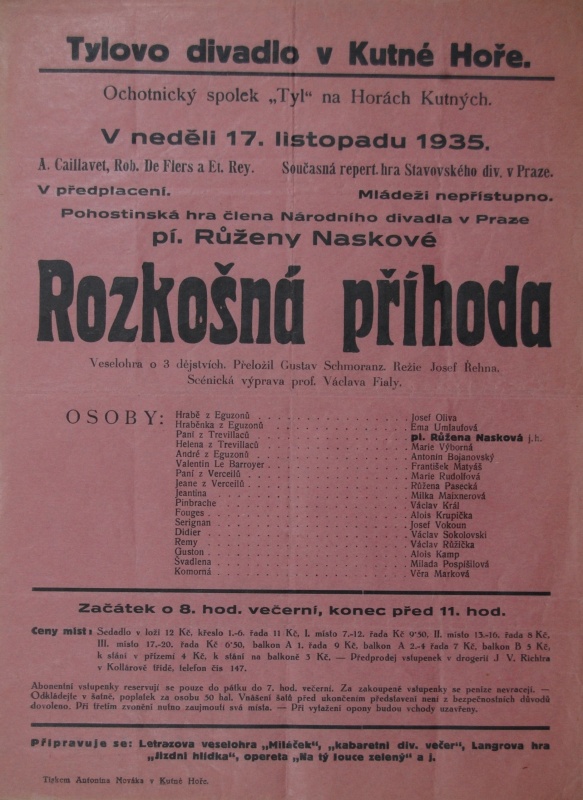 Tylovo divadlo v Kutné Hoře.
Ochotnický spolek „Tyl“ na Horách Kutných.
V neděli 17. listopadu 1935.
A. Caillavet, Rob. De Flers a Et. Rey. Současná repert. hra Stavovského div. v Praze.
V předplacení. Mládeži nepřístupno.
Pohostinská hra člena Národního divadla v Praze
pí. Růženy Naskové
Rozkošná příhoda
Veselohra o 3 dějstvích. Přeložil Gustav Schmoranz. Režie Josef Řehna.
Scénická výprava prof. Václava Fialy.
OSOBY:
Hrabě z Eguzonů . . . Josef Oliva
Hraběnka z Eguzonů . . . Ema Umlaufová
Paní z Trevillaců . . . pí. Růžena Nasková j.h.
Helena z Trevillaců . . . Marie Výborná
André z Eguzonů . . . Antonín Bojanovský
Valentin Le Barroyer . . . František Matyáš
Paní z Verceilů . . . Marie Rudolfová
Jeane z Verceilů . . . Růžena Pasecká
Jeantina . . . Milka Maixnerová
Pinbrache . . . Václav Král
Fouges . . . Alois Krupička
Serignan . . . Josef Vokoun
Didier . . . Václav Sokolovski
Remy . . . Václav Růžička
Guston . . . Alois Kamp
Švadlena . . . Milada Pospíšilová
Komorná . . . Věra Marková
Začátek o 8. hod. večerní, konec před 11. hod.
Ceny míst: Sedadlo v loži 12 Kč, křeslo 1.-6. řada 11 Kč, I. místo 7.-12. řada Kč 9'50, II. místo 13.-16. řada 8 Kč,
III. místo 17.-20. řada Kč 6'50, balkon A 1. řada 9 Kč, balkon A 2.-4 řada 7 Kč, balkon B 5 Kč,
k stání v přízemí 4 Kč, k stání na balkoně 3 Kč. — Předprodej vstupenek v drogerii J. V. Richtra
v Kollárově třídě, telefon čís 147.
Abonentní vstupenky reservují se pouze do pátku do 7. hod. večerní. Za zakoupené vstupenky se peníze nevracejí. —
Odkládejte v šatně, poplatek za osobu 50 hal. Vnášení šálů před ukončením představení není z bezpečnostních důvodů
dovoleno. Při třetím zvonění nutno zaujmouti svá místa. — Při vytažení opony budou vchody uzavřeny.
Připravuje se: Letrazova veselohra „Miláček“, „kabaretní div. večer“, Langrova hra
„Jízdní hlídka“, opereta „Na tý louce zelený“ a j.
Tiskem Antonína Nováka v Kutné Hoře.